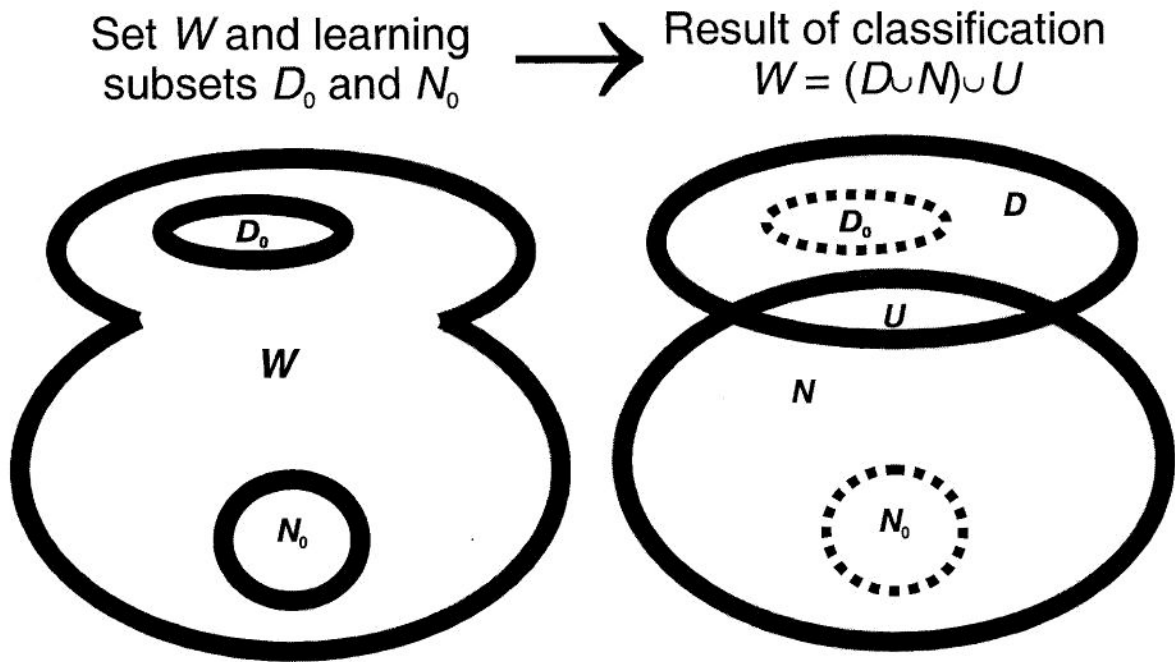 Set W and learning
subsets D₀ and N₀
Result of classification
W = (D∪N)∪U
D₀
W
N₀
D₀
D
U
N
N₀